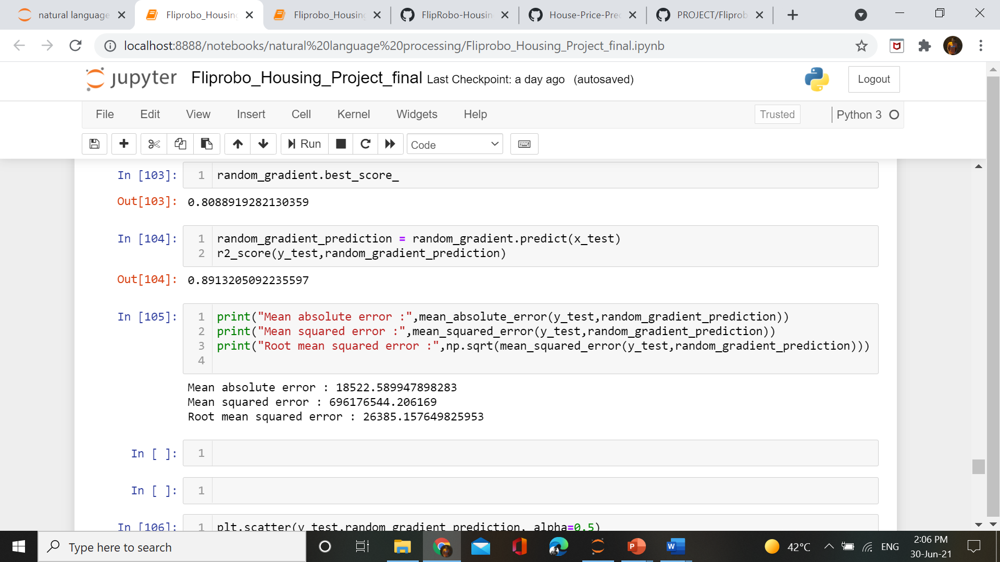 natural language
Fliprobo_Housing
Fliprobo_Housing
FlipRobo-Housin
House-Price-Pred
PROJECT/Fliprob
localhost:8888/notebooks/natural%20language%20processing/Fliprobo_Housing_Project_final.ipynb
jupyter Fliprobo_Housing_Project_final Last Checkpoint: a day ago (autosaved)
Logout
File Edit View Insert Cell Kernel Widgets Help
Trusted
Python 3
Run
Code
In [103]: 1 random_gradient.best_score_
Out[103]: 0.8088919282130359
In [104]: 1 random_gradient_prediction = random_gradient.predict(x_test)
2 r2_score(y_test,random_gradient_prediction)
Out[104]: 0.8913205092235597
In [105]: 1 print("Mean absolute error :",mean_absolute_error(y_test,random_gradient_prediction))
2 print("Mean squared error :",mean_squared_error(y_test,random_gradient_prediction))
3 print("Root mean squared error :",np.sqrt(mean_squared_error(y_test,random_gradient_prediction)))
4
Mean absolute error : 18522.589947898283
Mean squared error : 696176544.206169
Root mean squared error : 26385.157649825953
In [ ]: 1
In [ ]: 1
In [106]: 1 plt.scatter(y_test,random_gradient_prediction, alpha=0.5)
Type here to search
P
W
42°C
ENG
2:06 PM
30-Jun-21